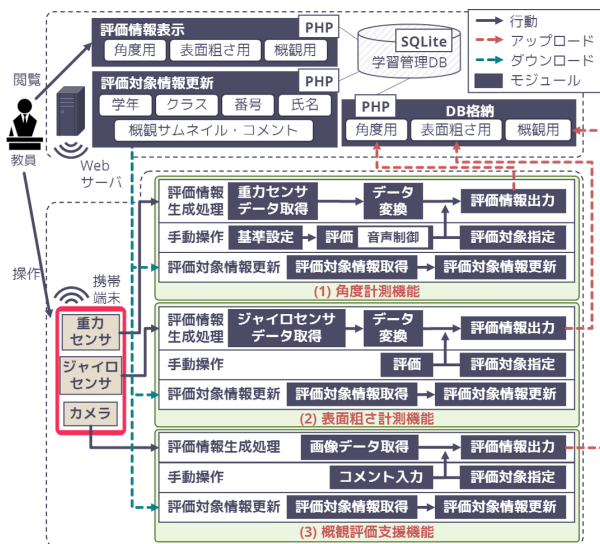 評価情報表示
PHP
角度用 表面粗さ用 概観用
SQLite
学習管理DB
行動
アップロード
ダウンロード
モジュール
閲覧
評価対象情報更新
PHP
学年 クラス 番号 氏名
概観サムネイル・コメント
PHP
DB格納
角度用 表面粗さ用 概観用
教員
Web
サーバ
操作
携帯
端末
重力
センサ
ジャイロ
センサ
カメラ
評価情報
生成処理
重力センサ
データ取得
データ
変換
評価情報出力
手動操作 基準設定 評価 音声制御 評価対象指定
評価対象情報更新 評価対象情報取得 評価対象情報更新
(1) 角度計測機能
評価情報
生成処理
ジャイロセンサ
データ取得
データ
変換
評価情報出力
手動操作 評価 評価対象指定
評価対象情報更新 評価対象情報取得 評価対象情報更新
(2) 表面粗さ計測機能
評価情報生成処理 画像データ取得 評価情報出力
手動操作 コメント入力 評価対象指定
評価対象情報更新 評価対象情報取得 評価対象情報更新
(3) 概観評価支援機能